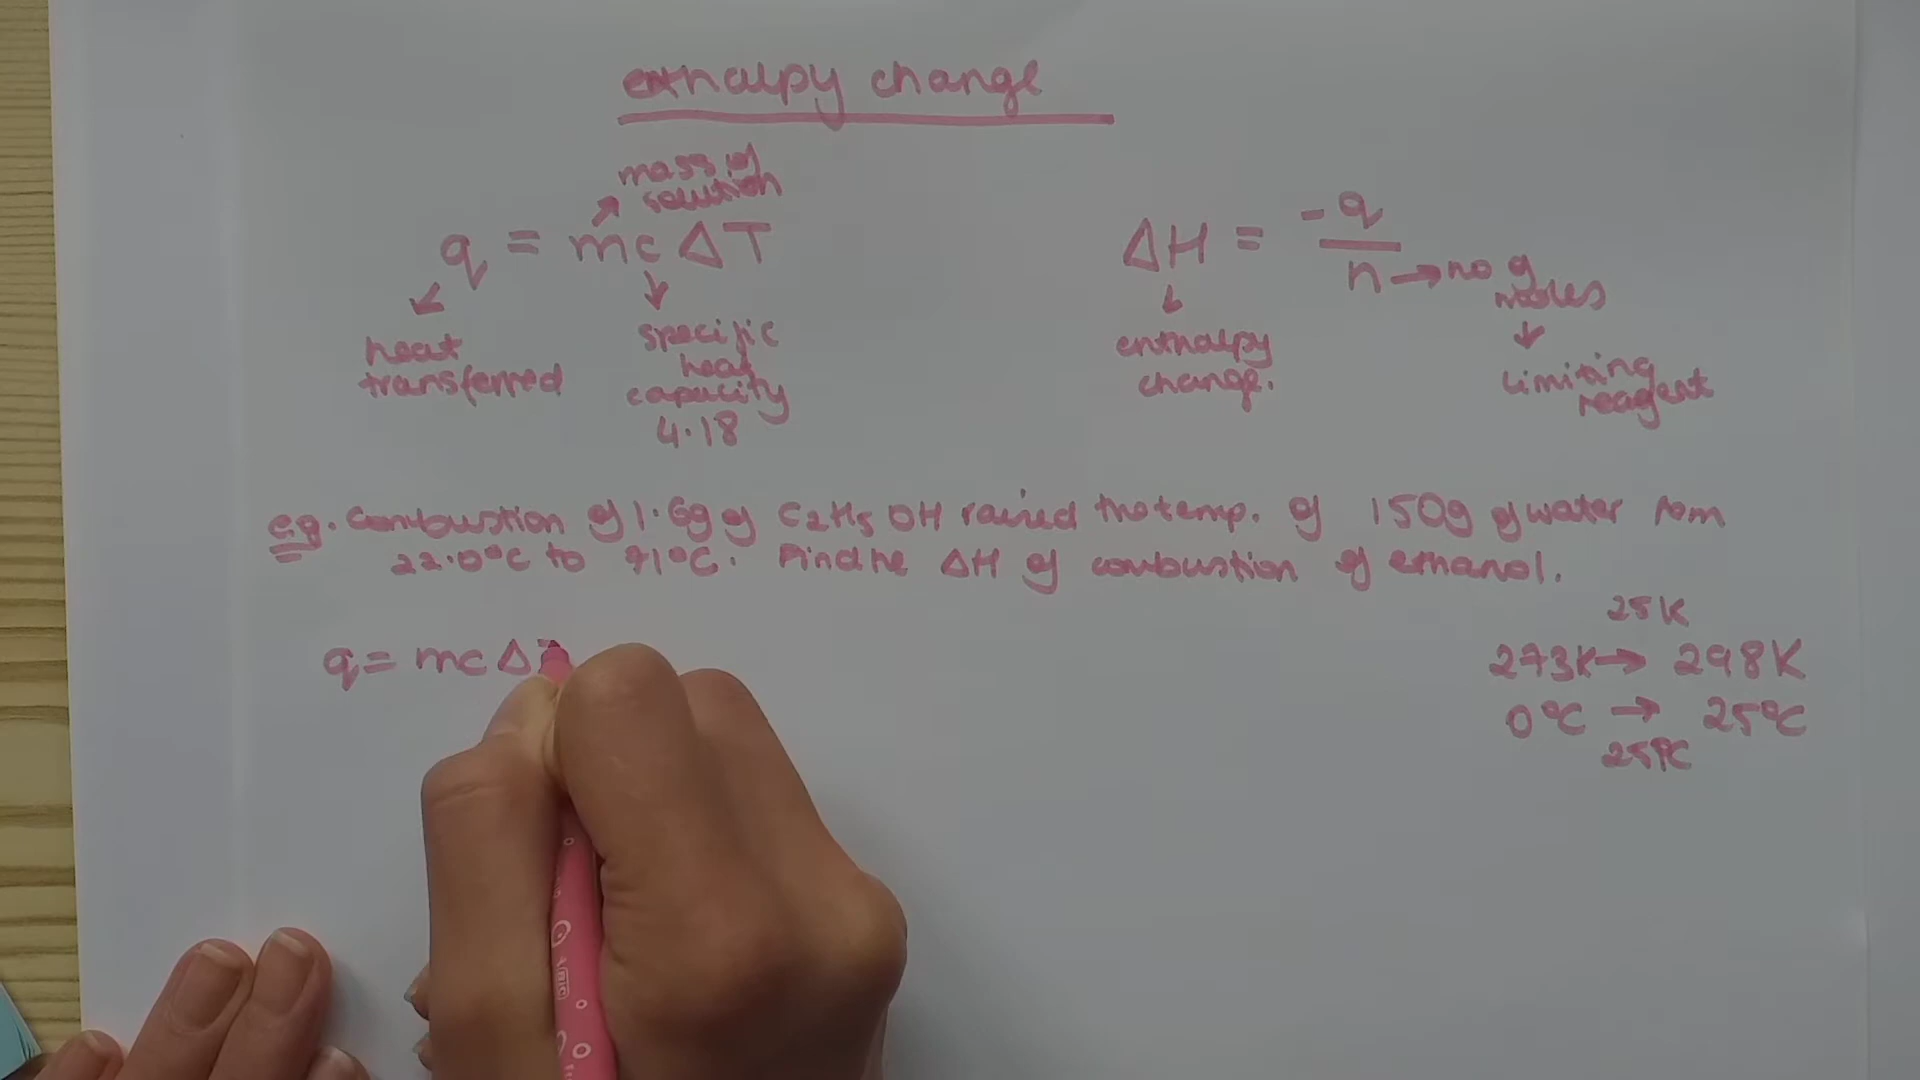 enthalpy change
mass of
solution
q = mc ΔT
heat
transferred
specific
heat
capacity
4.18
ΔH = -q
n → no of
moles
enthalpy
change.
limiting
reagent
e.g. Combustion of 1.6g of C2H5OH raised the temp. of 150g of water from
22.0°C to 71°C. Find the ΔH of combustion of ethanol.
25K
273K → 298K
0°C → 25°C
25°C
q = mc Δ
BIC